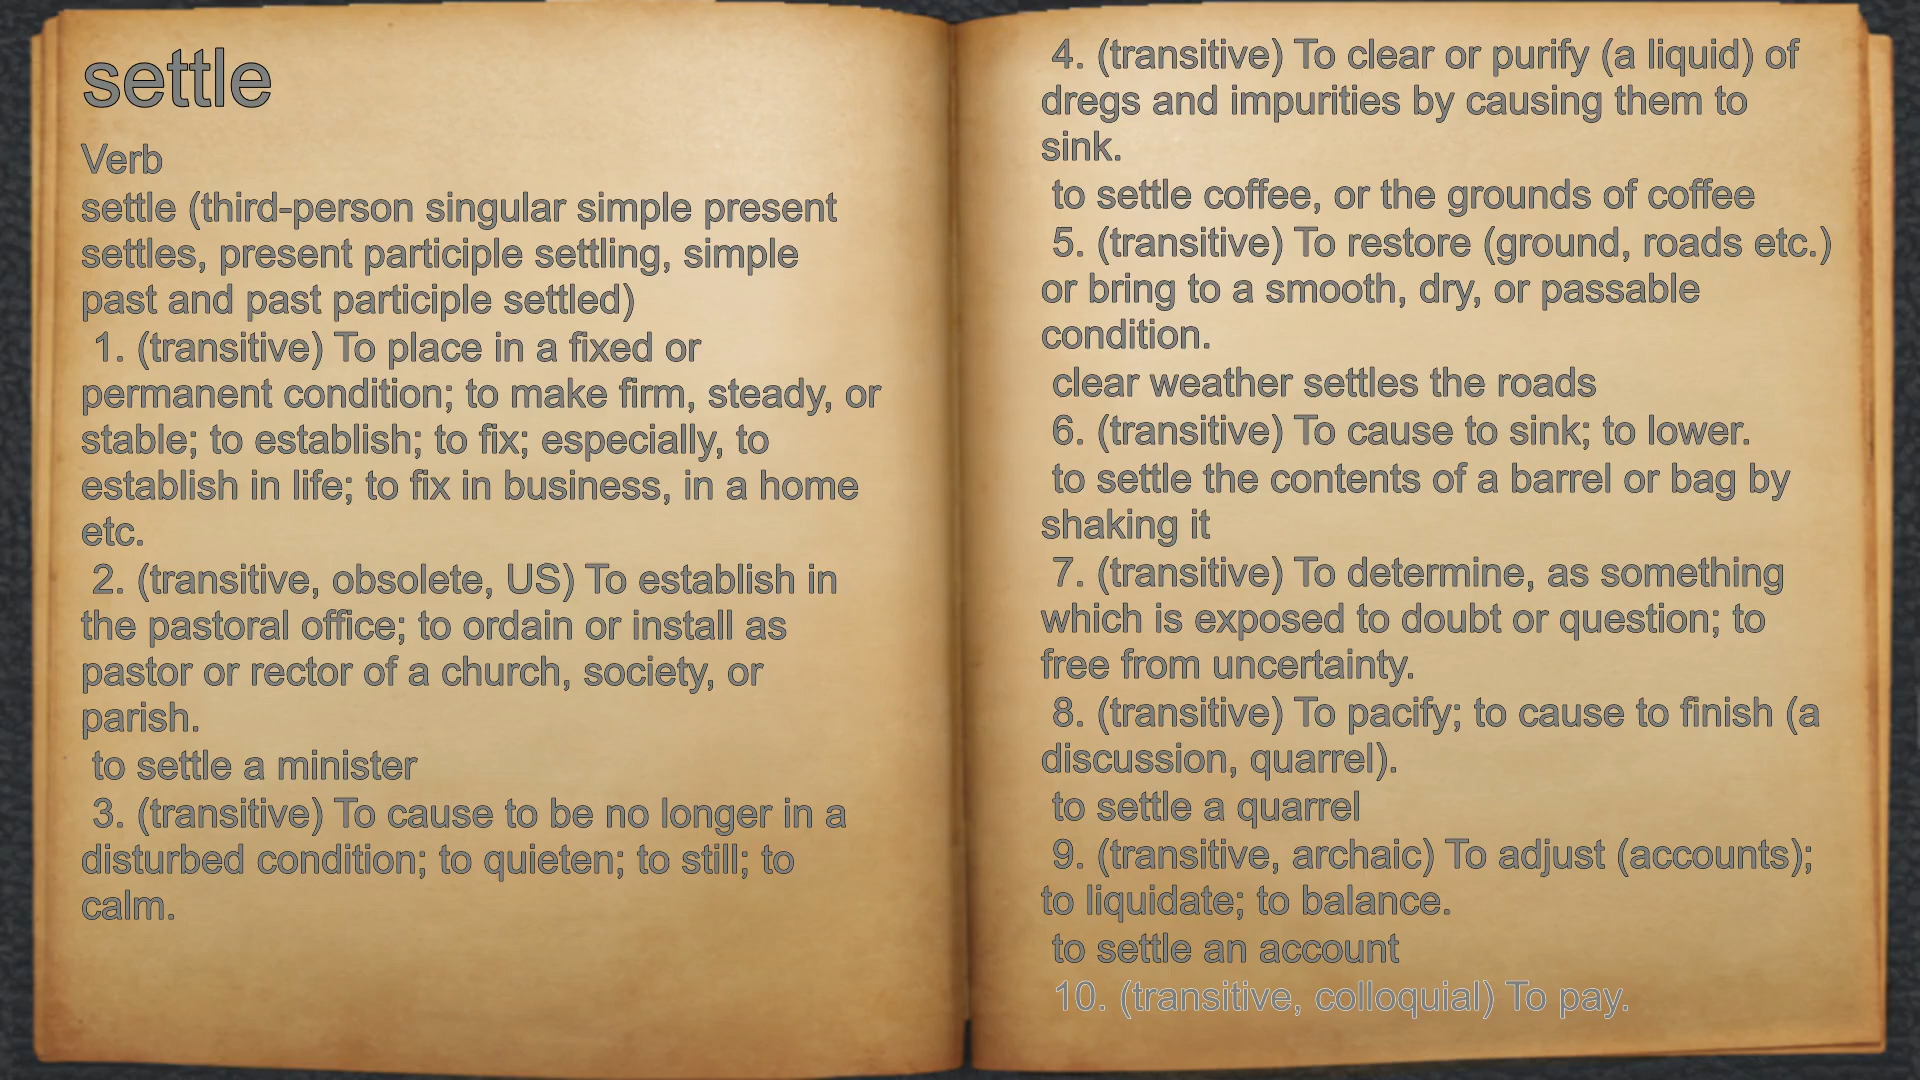 settle
Verb
settle (third-person singular simple present
settles, present participle settling, simple
past and past participle settled)
1. (transitive) To place in a fixed or
permanent condition; to make firm, steady, or
stable; to establish; to fix; especially, to
establish in life; to fix in business, in a home
etc.
2. (transitive, obsolete, US) To establish in
the pastoral office; to ordain or install as
pastor or rector of a church, society, or
parish.
to settle a minister
3. (transitive) To cause to be no longer in a
disturbed condition; to quieten; to still; to
calm.
4. (transitive) To clear or purify (a liquid) of
dregs and impurities by causing them to
sink.
to settle coffee, or the grounds of coffee
5. (transitive) To restore (ground, roads etc.)
or bring to a smooth, dry, or passable
condition.
clear weather settles the roads
6. (transitive) To cause to sink; to lower.
to settle the contents of a barrel or bag by
shaking it
7. (transitive) To determine, as something
which is exposed to doubt or question; to
free from uncertainty.
8. (transitive) To pacify; to cause to finish (a
discussion, quarrel).
to settle a quarrel
9. (transitive, archaic) To adjust (accounts);
to liquidate; to balance.
to settle an account
10. (transitive, colloquial) To pay.